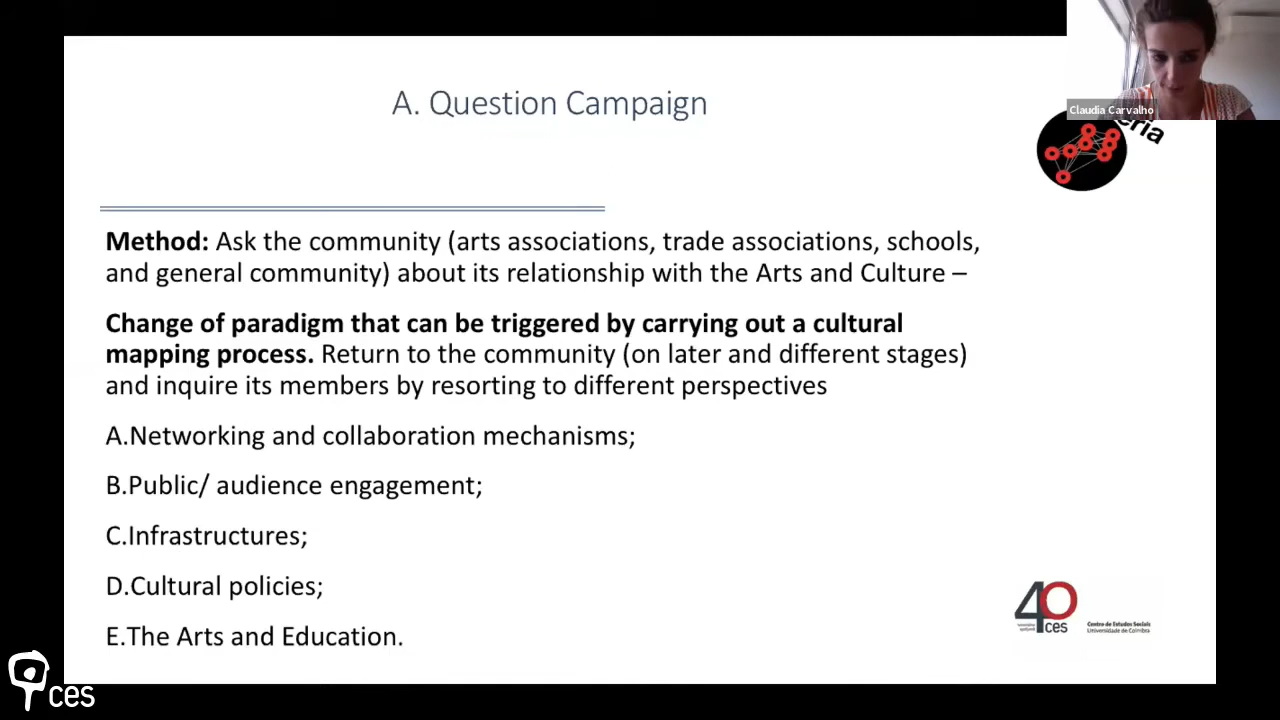 A. Question Campaign
Claudia Carvalho
eria
Method: Ask the community (arts associations, trade associations, schools,
and general community) about its relationship with the Arts and Culture –
Change of paradigm that can be triggered by carrying out a cultural
mapping process. Return to the community (on later and different stages)
and inquire its members by resorting to different perspectives
A.Networking and collaboration mechanisms;
B.Public/ audience engagement;
C.Infrastructures;
D.Cultural policies;
E.The Arts and Education.
40
ces
Centro de Estudos Sociais
Universidade de Coimbra
ces